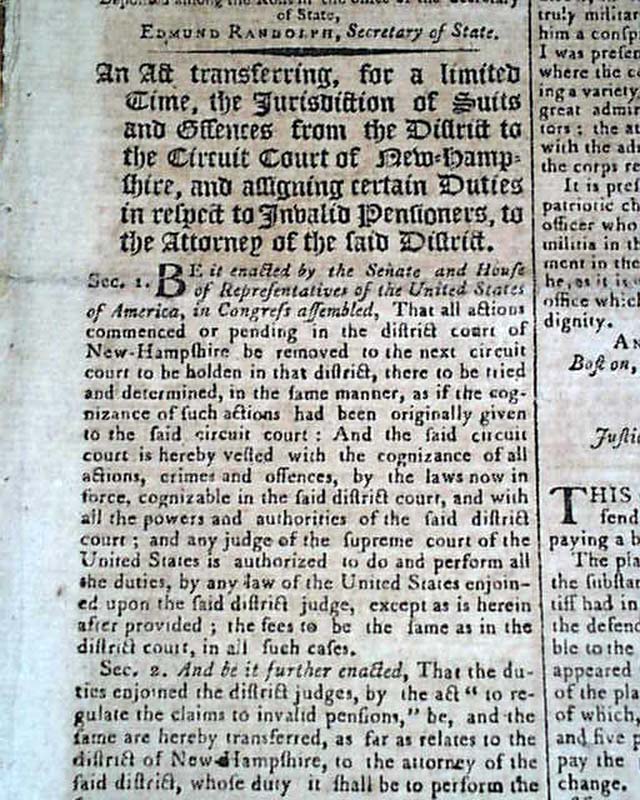 Deposited among the Rolls in the office of the Secretary
of State,
EDMUND RANDOLPH, Secretary of State.
An Act transferring, for a limited
Time, the Jurisdiction of Suits
and Offences from the District to
the Circuit Court of New-Hamp-
ſhire, and aſſigning certain Duties
in reſpect to Invalid Penſioners, to
the Attorney of the ſaid Diſtrict.
Sec. 1. BE it enacted by the Senate and Houſe
of Repreſentatives of the United States
of America, in Congreſs aſſembled, That all actions
commenced or pending in the diſtrict court of
New-Hampſhire be removed to the next circuit
court to be holden in that diſtrict, there to be tried
and determined, in the ſame manner, as if the cog-
nizance of ſuch actions had been originally given
to the ſaid circuit court : And the ſaid circuit
court is hereby veſted with the cognizance of all
actions, crimes and offences, by the laws now in
force, cognizable in the ſaid diſtrict court, and with
all the powers and authorities of the ſaid diſtrict
court ; and any judge of the ſupreme court of the
United States is authorized to do and perform all
the duties, by any law of the United States enjoin-
ed upon the ſaid diſtrict judge, except as is herein
after provided ; the fees to be the ſame as in the
diſtrict court, in all ſuch caſes.
Sec. 2. And be it further enacted, That the du-
ties enjoined the diſtrict judges, by the act “ to re-
gulate the claims to invalid penſions,” be, and the
ſame are hereby transferred, as far as relates to the
diſtrict of New-Hampſhire, to the attorney of the
ſaid diſtrict, whoſe duty it ſhall be to perform the
truly
him a
I was
where the
ing a variety
great
tors : the
with the
the corps
It is
patriotic
officer who
militia in
ment in the
he, as it is
office which
dignity.
Boſton,
THIS
ſend
paying a
The
the
tiff had in
the
ble to the
appeared
of the
of which,
and five
pay the
change.